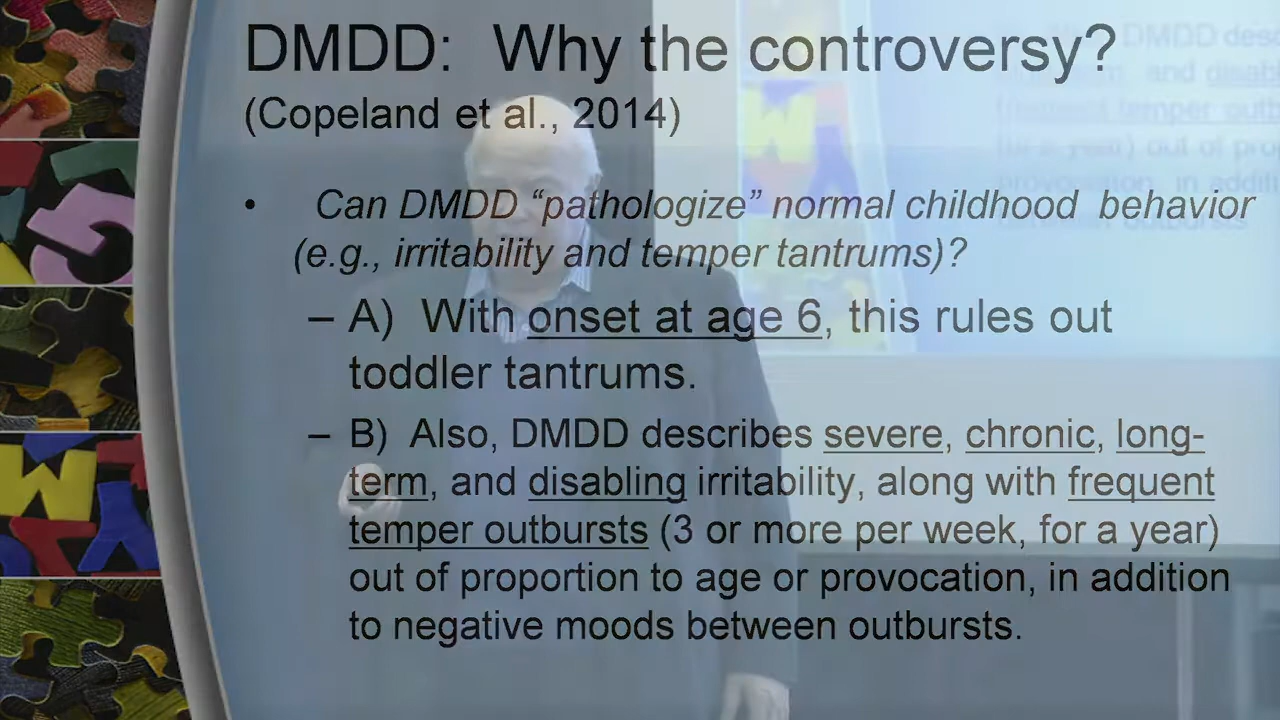 DMDD: Why the controversy?
(Copeland et al., 2014)
• Can DMDD “pathologize” normal childhood behavior
(e.g., irritability and temper tantrums)?
– A) With onset at age 6, this rules out
toddler tantrums.
– B) Also, DMDD describes severe, chronic, long-
term, and disabling irritability, along with frequent
temper outbursts (3 or more per week, for a year)
out of proportion to age or provocation, in addition
to negative moods between outbursts.